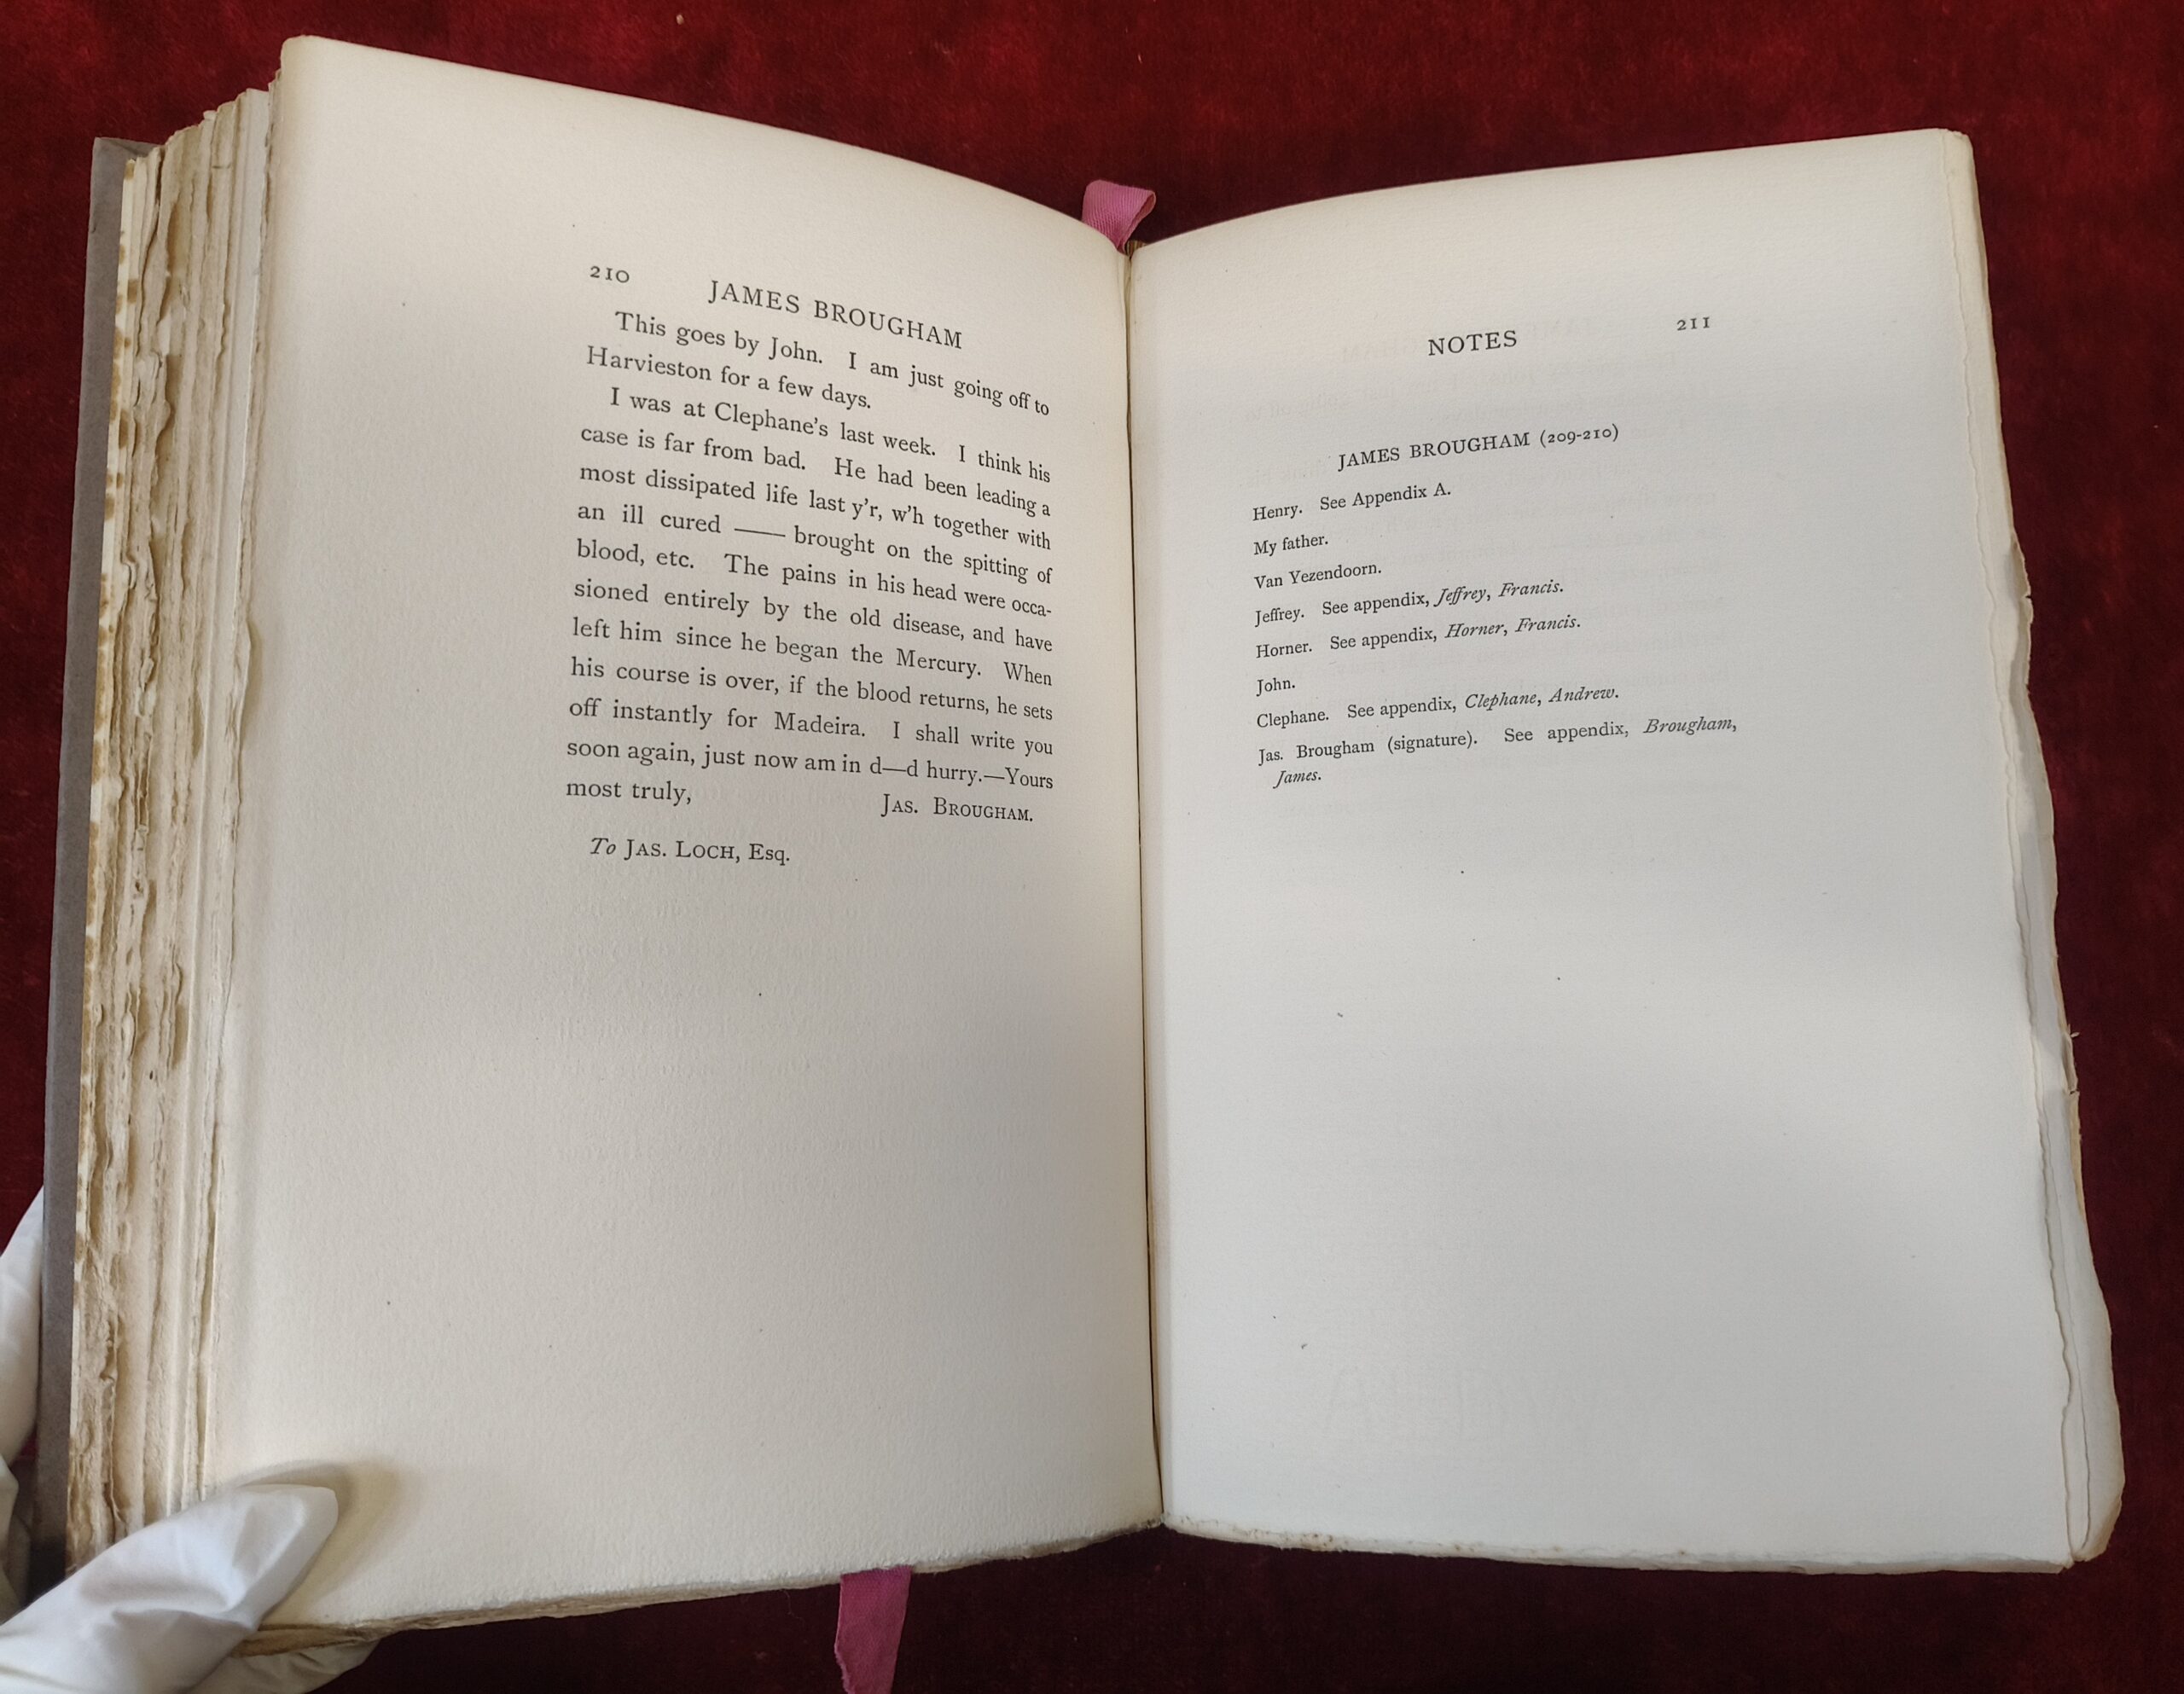 210 JAMES BROUGHAM
This goes by John. I am just going off to
Harvieston for a few days.
I was at Clephane's last week. I think his
case is far from bad. He had been leading a
most dissipated life last y'r, w'h together with
an ill cured —— brought on the spitting of
blood, etc. The pains in his head were occa-
sioned entirely by the old disease, and have
left him since he began the Mercury. When
his course is over, if the blood returns, he sets
off instantly for Madeira. I shall write you
soon again, just now am in d—d hurry.—Yours
most truly, JAS. BROUGHAM.
To JAS. LOCH, Esq.
NOTES 211
JAMES BROUGHAM (209-210)
Henry. See Appendix A.
My father.
Van Yezendoorn.
Jeffrey. See appendix, Jeffrey, Francis.
Horner. See appendix, Horner, Francis.
John.
Clephane. See appendix, Clephane, Andrew.
Jas. Brougham (signature). See appendix, Brougham,
James.